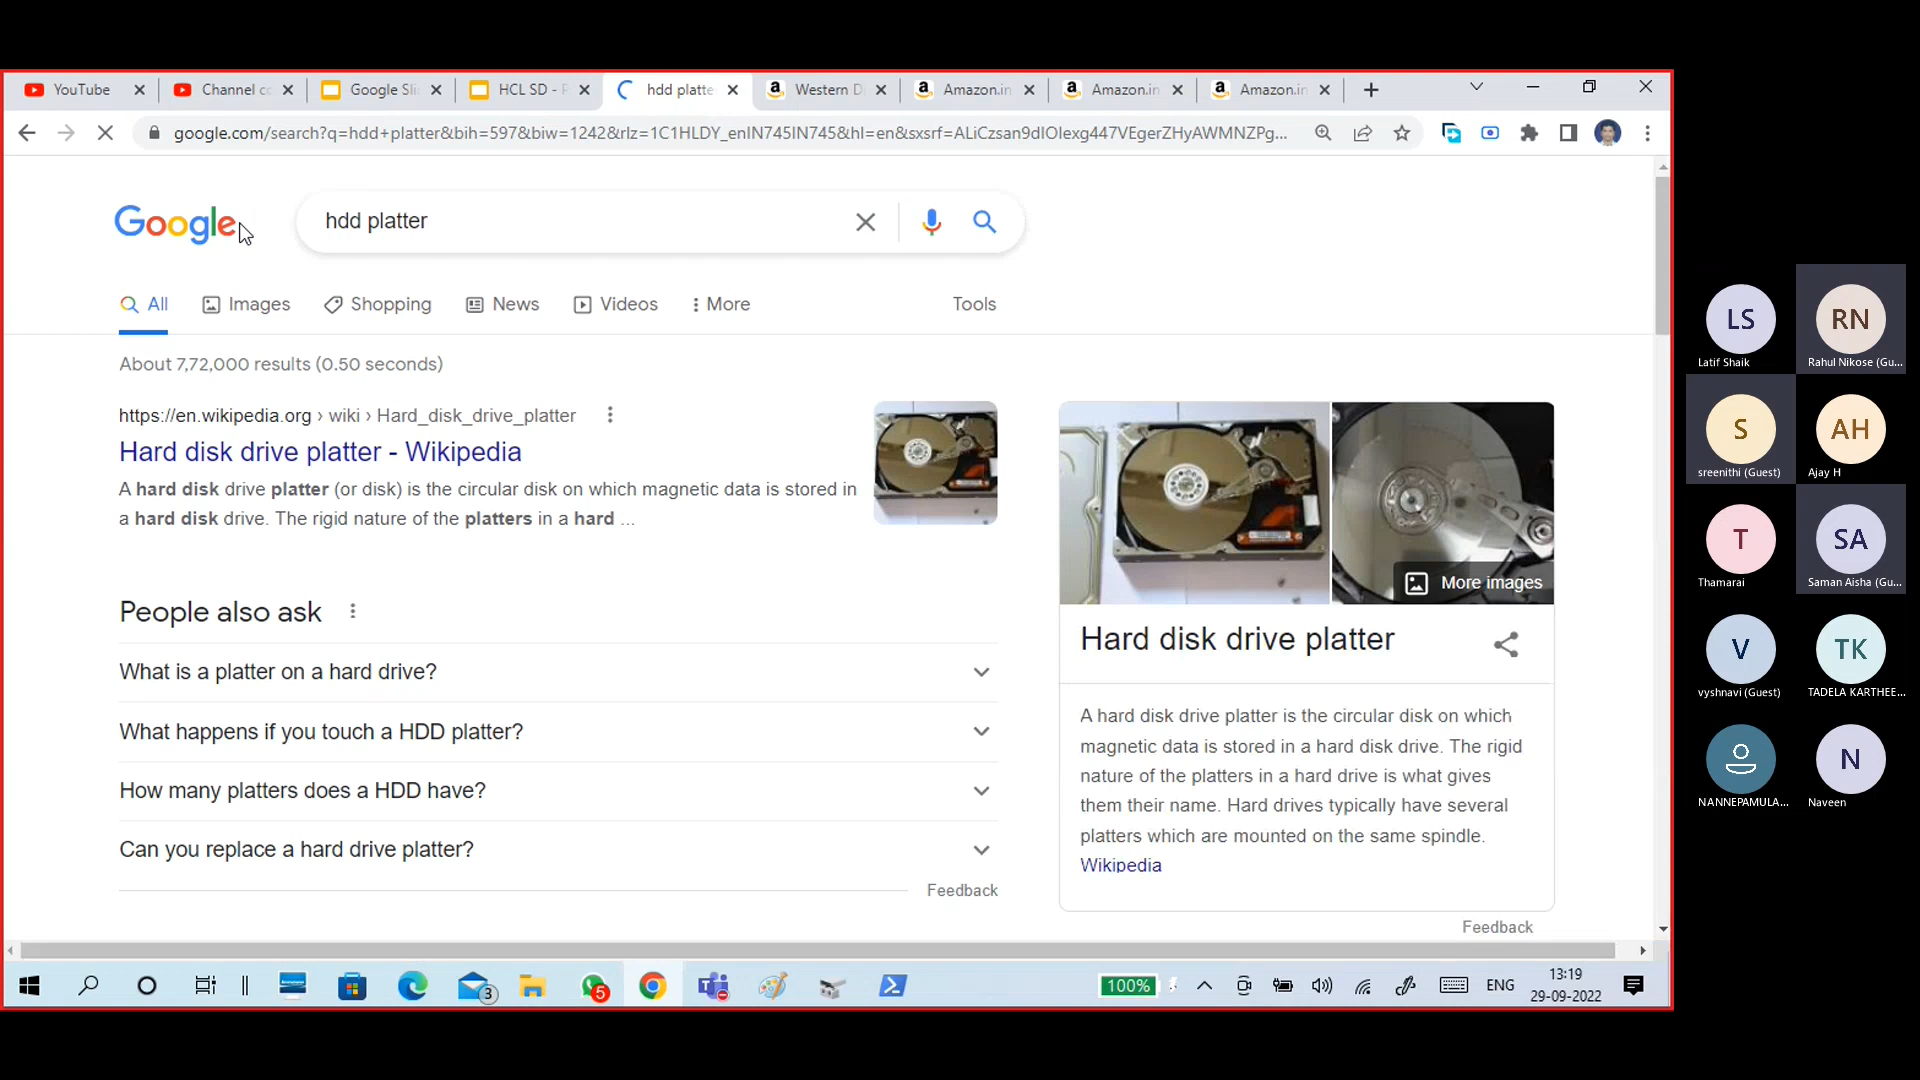 YouTube
Channel co
Google Sli
HCL SD - P
hdd platte
Western D
Amazon.in
Amazon.in
Amazon.in
google.com/search?q=hdd+platter&bih=597&biw=1242&rlz=1C1HLDY_enIN745IN745&hl=en&sxsrf=ALiCzsan9dIOIexg447VEgerZHyAWMNZPg...
Google
hdd platter
All
Images
Shopping
News
Videos
More
Tools
About 7,72,000 results (0.50 seconds)
https://en.wikipedia.org › wiki › Hard_disk_drive_platter
Hard disk drive platter - Wikipedia
A hard disk drive platter (or disk) is the circular disk on which magnetic data is stored in
a hard disk drive. The rigid nature of the platters in a hard ...
People also ask
What is a platter on a hard drive?
What happens if you touch a HDD platter?
How many platters does a HDD have?
Can you replace a hard drive platter?
Feedback
More images
Hard disk drive platter
A hard disk drive platter is the circular disk on which
magnetic data is stored in a hard disk drive. The rigid
nature of the platters in a hard drive is what gives
them their name. Hard drives typically have several
platters which are mounted on the same spindle.
Wikipedia
Feedback
3
5
100%
ENG
13:19
29-09-2022
LS
Latif Shaik
RN
Rahul Nikose (Gu...
S
sreenithi (Guest)
AH
Ajay H
T
Thamarai
SA
Saman Aisha (Gu...
V
vyshnavi (Guest)
TK
TADELA KARTHEE...
NANNEPAMULA...
N
Naveen